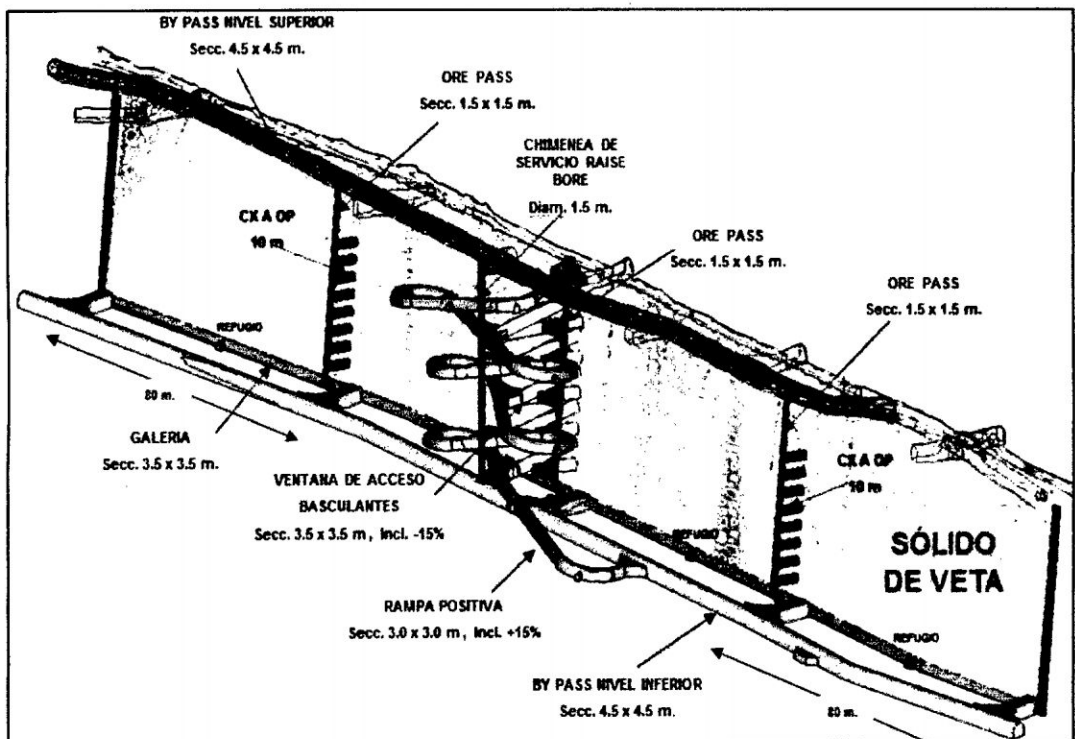 BY PASS NIVEL SUPERIOR
Secc. 4.5 x 4.5 m.
ORE PASS
Secc. 1.5 x 1.5 m.
CHIMENEA DE
SERVICIO RAISE
BORE
Diam. 1.5 m.
ORE PASS
Secc. 1.5 x 1.5 m.
ORE PASS
Secc. 1.5 x 1.5 m.
CX A OP
10 m
REFUGIO
80 m.
GALERIA
Secc. 3.5 x 3.5 m.
VENTANA DE ACCESO
BASCULANTES
Secc. 3.5 x 3.5 m, Incl. -15%
RAMPA POSITIVA
Secc. 3.0 x 3.0 m, Incl. +15%
REFUGIO
CX A OP
10 m
SÓLIDO
DE VETA
REFUGIO
BY PASS NIVEL INFERIOR
Secc. 4.5 x 4.5 m.
80 m.